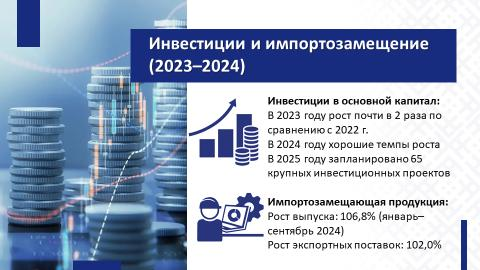 Инвестиции и импортозамещение
(2023–2024)
Инвестиции в основной капитал:
В 2023 году рост почти в 2 раза по
сравнению с 2022 г.
В 2024 году хорошие темпы роста
В 2025 году запланировано 65
крупных инвестиционных проектов
Импортозамещающая продукция:
Рост выпуска: 106,8% (январь–
сентябрь 2024)
Рост экспортных поставок: 102,0%